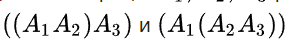 ((A₁A₂)A₃) и (A₁(A₂A₃))